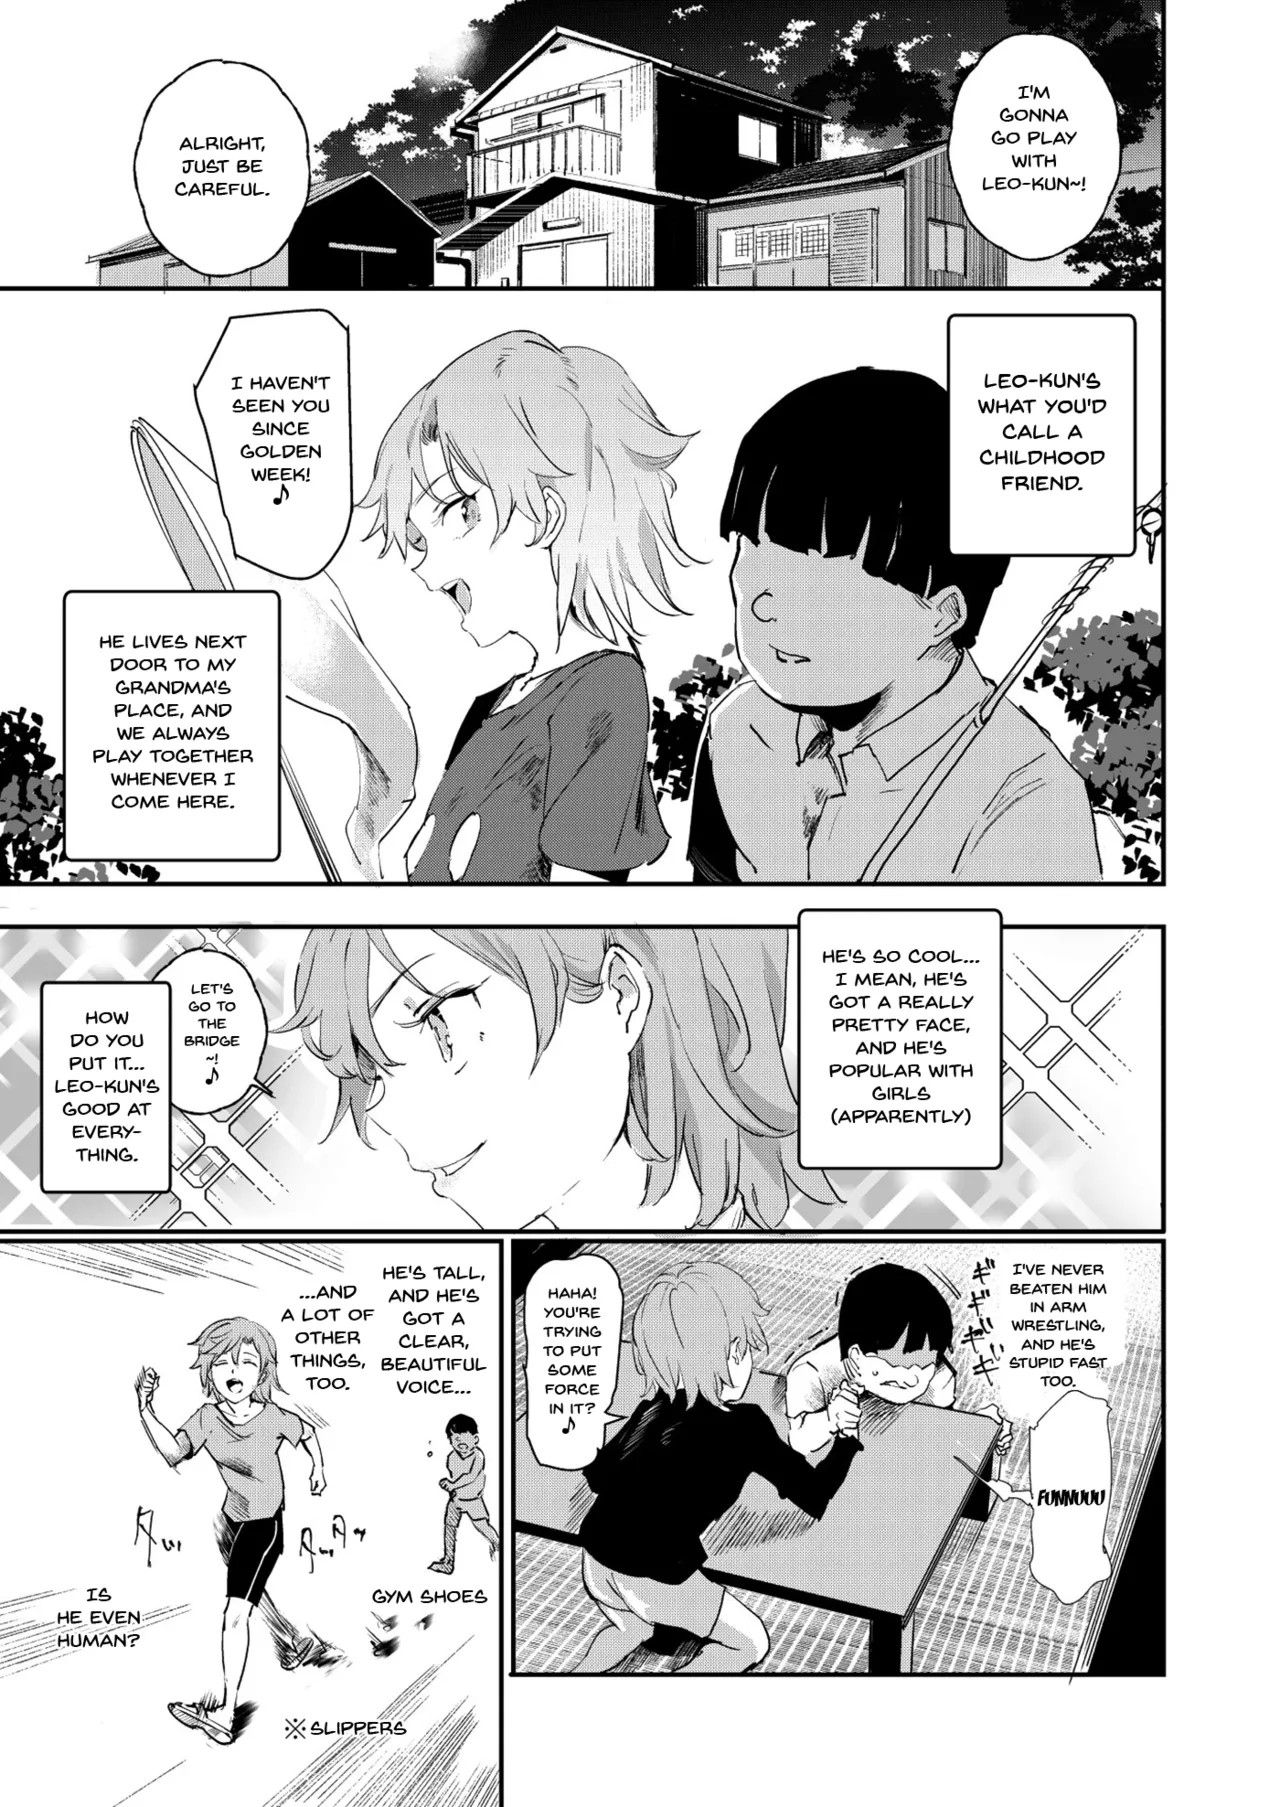 I'M
GONNA
GO PLAY
WITH
LEO-KUN~!
ALRIGHT,
JUST BE
CAREFUL.
LEO-KUN'S
WHAT YOU'D
CALL A
CHILDHOOD
FRIEND.
I HAVEN'T
SEEN YOU
SINCE
GOLDEN
WEEK!
♪
HE LIVES NEXT
DOOR TO MY
GRANDMA'S
PLACE, AND
WE ALWAYS
PLAY TOGETHER
WHENEVER I
COME HERE.
HE'S SO COOL...
I MEAN, HE'S
GOT A REALLY
PRETTY FACE,
AND HE'S
POPULAR WITH
GIRLS
(APPARENTLY)
LET'S
GO TO
THE
BRIDGE
~!
♪
HOW
DO YOU
PUT IT...
LEO-KUN'S
GOOD AT
EVERY-
THING.
I'VE NEVER
BEATEN HIM
IN ARM
WRESTLING,
AND HE'S
STUPID FAST
TOO.
ギギギギ
HAHA!
YOU'RE
TRYING
TO PUT
SOME
FORCE
IN IT?
♪
FUNNUUU
HE'S TALL,
AND HE'S
GOT A
CLEAR,
BEAUTIFUL
VOICE...
...AND
A LOT OF
OTHER
THINGS,
TOO.
GYM SHOES
IS
HE EVEN
HUMAN?
※SLIPPERS